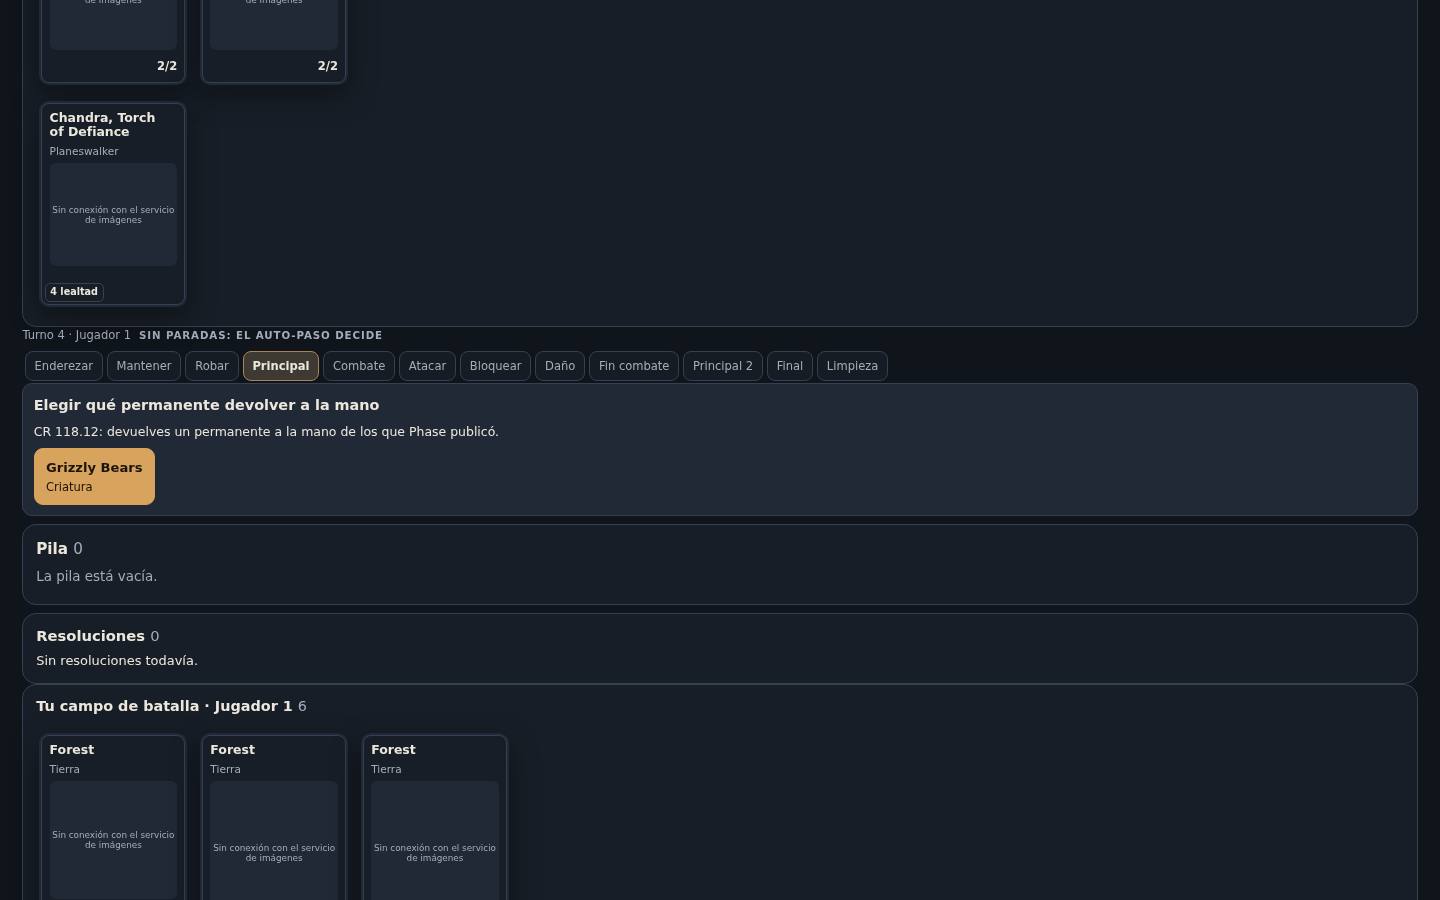 2/2
2/2
Chandra, Torch
of Defiance
Planeswalker
Sin conexión con el servicio
de imágenes
4 lealtad
Turno 4 · Jugador 1 SIN PARADAS: EL AUTO-PASO DECIDE
Enderezar Mantener Robar Principal Combate Atacar Bloquear Daño Fin combate Principal 2 Final Limpieza
Elegir qué permanente devolver a la mano
CR 118.12: devuelves un permanente a la mano de los que Phase publicó.
Grizzly Bears
Criatura
Pila 0
La pila está vacía.
Resoluciones 0
Sin resoluciones todavía.
Tu campo de batalla · Jugador 1 6
Forest
Tierra
Sin conexión con el servicio
de imágenes
Forest
Tierra
Sin conexión con el servicio
de imágenes
Forest
Tierra
Sin conexión con el servicio
de imágenes